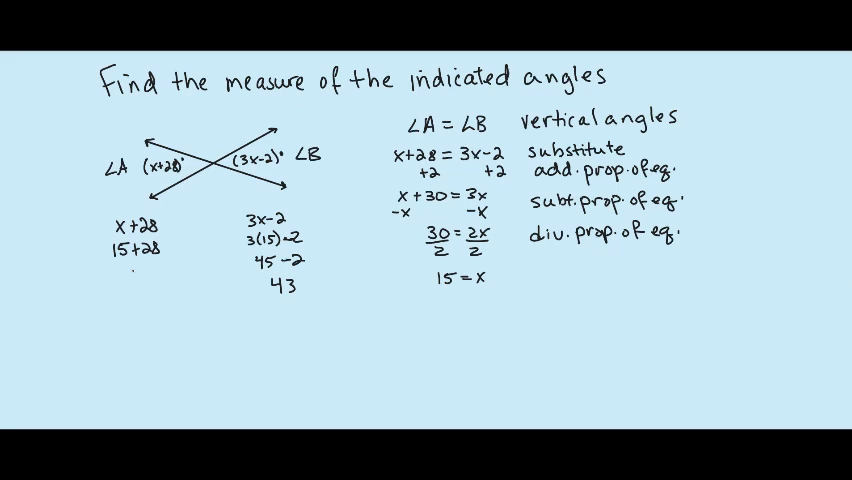 Find the measure of the indicated angles
∠A (x+28)° (3x-2)° ∠B
x+28
15+28
3x-2
3(15)-2
45-2
43
∠A = ∠B vertical angles
x+28 = 3x-2 substitute
+2 +2 add. prop. of eq.
x+30 = 3x subt. prop. of eq.
-x -x
30 = 2x div. prop. of eq.
2 2
15 = x